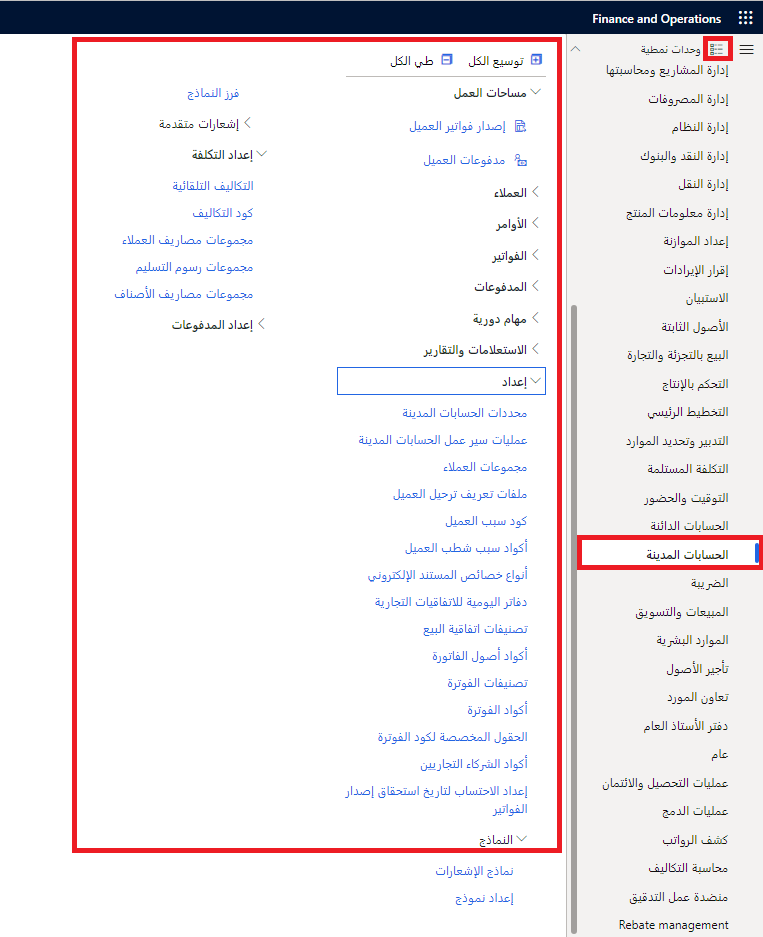 Finance and Operations
وحدات نمطية
إدارة المشاريع ومحاسبتها
إدارة المصروفات
إدارة النظام
إدارة النقد والبنوك
إدارة النقل
إدارة معلومات المنتج
إعداد الموازنة
إقرار الإيرادات
الاستبيان
الأصول الثابتة
البيع بالتجزئة والتجارة
التحكم بالإنتاج
التخطيط الرئيسي
التدبير وتحديد الموارد
التكلفة المستلمة
التوقيت والحضور
الحسابات الدائنة
الحسابات المدينة
الضريبة
المبيعات والتسويق
الموارد البشرية
تأجير الأصول
تعاون المورد
دفتر الأستاذ العام
عام
عمليات التحصيل والائتمان
عمليات الدمج
كشف الرواتب
محاسبة التكاليف
منضدة عمل التدقيق
Rebate management
توسيع الكل
طي الكل
مساحات العمل
إصدار فواتير العميل
مدفوعات العميل
العملاء
الأوامر
الفواتير
المدفوعات
مهام دورية
الاستعلامات والتقارير
إعداد
محددات الحسابات المدينة
عمليات سير عمل الحسابات المدينة
مجموعات العملاء
ملفات تعريف ترحيل العميل
كود سبب العميل
أكواد سبب شطب العميل
أنواع خصائص المستند الإلكتروني
دفاتر اليومية للاتفاقيات التجارية
تصنيفات اتفاقية البيع
أكواد أصول الفاتورة
تصنيفات الفوترة
أكواد الفوترة
الحقول المخصصة لكود الفوترة
أكواد الشركاء التجاريين
إعداد الاحتساب لتاريخ استحقاق إصدار
الفواتير
النماذج
نماذج الإشعارات
إعداد نموذج
فرز النماذج
إشعارات متقدمة
إعداد التكلفة
التكاليف التلقائية
كود التكاليف
مجموعات مصاريف العملاء
مجموعات رسوم التسليم
مجموعات مصاريف الأصناف
إعداد المدفوعات